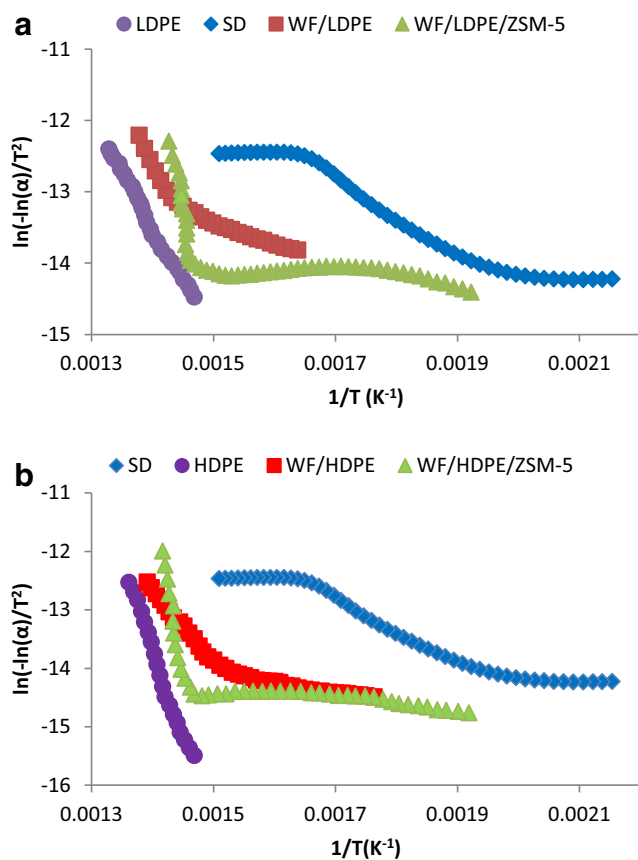 a
LDPE SD WF/LDPE WF/LDPE/ZSM-5
-11
-12
-13
-14
-15
ln(-ln(α)/T²)
0.0013 0.0015 0.0017 0.0019 0.0021
1/T (K⁻¹)
b
SD HDPE WF/HDPE WF/HDPE/ZSM-5
-11
-12
-13
-14
-15
-16
ln(-ln(α)/T²)
0.0013 0.0015 0.0017 0.0019 0.0021
1/T(K⁻¹)